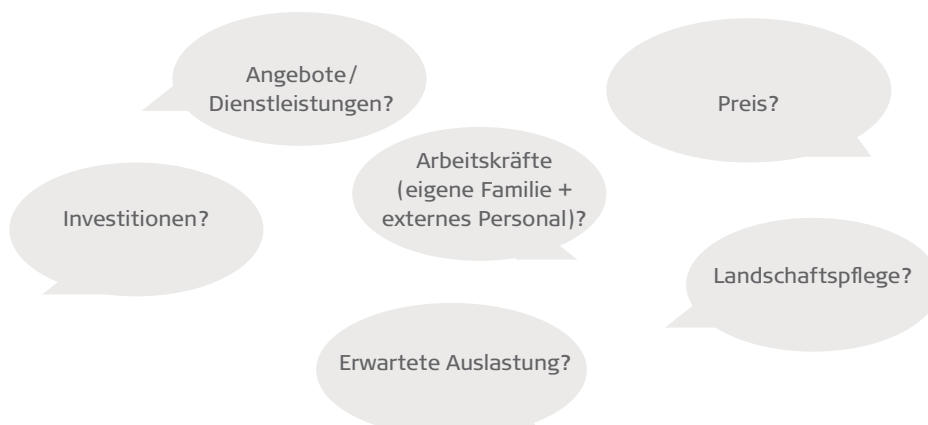 Angebote/
Dienstleistungen?
Preis?
Arbeitskräfte
(eigene Familie +
externes Personal)?
Investitionen?
Landschaftspflege?
Erwartete Auslastung?